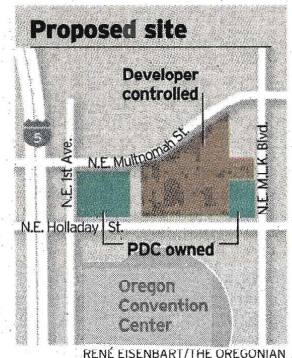 Proposed site
Developer
controlled
5
N.E. Multnomah St.
N.E. 1st Ave.
N.E. M.L.K. Blvd.
N.E. Holladay St.
PDC owned
Oregon
Convention
Center
RENÉ EISENBART/THE OREGONIAN